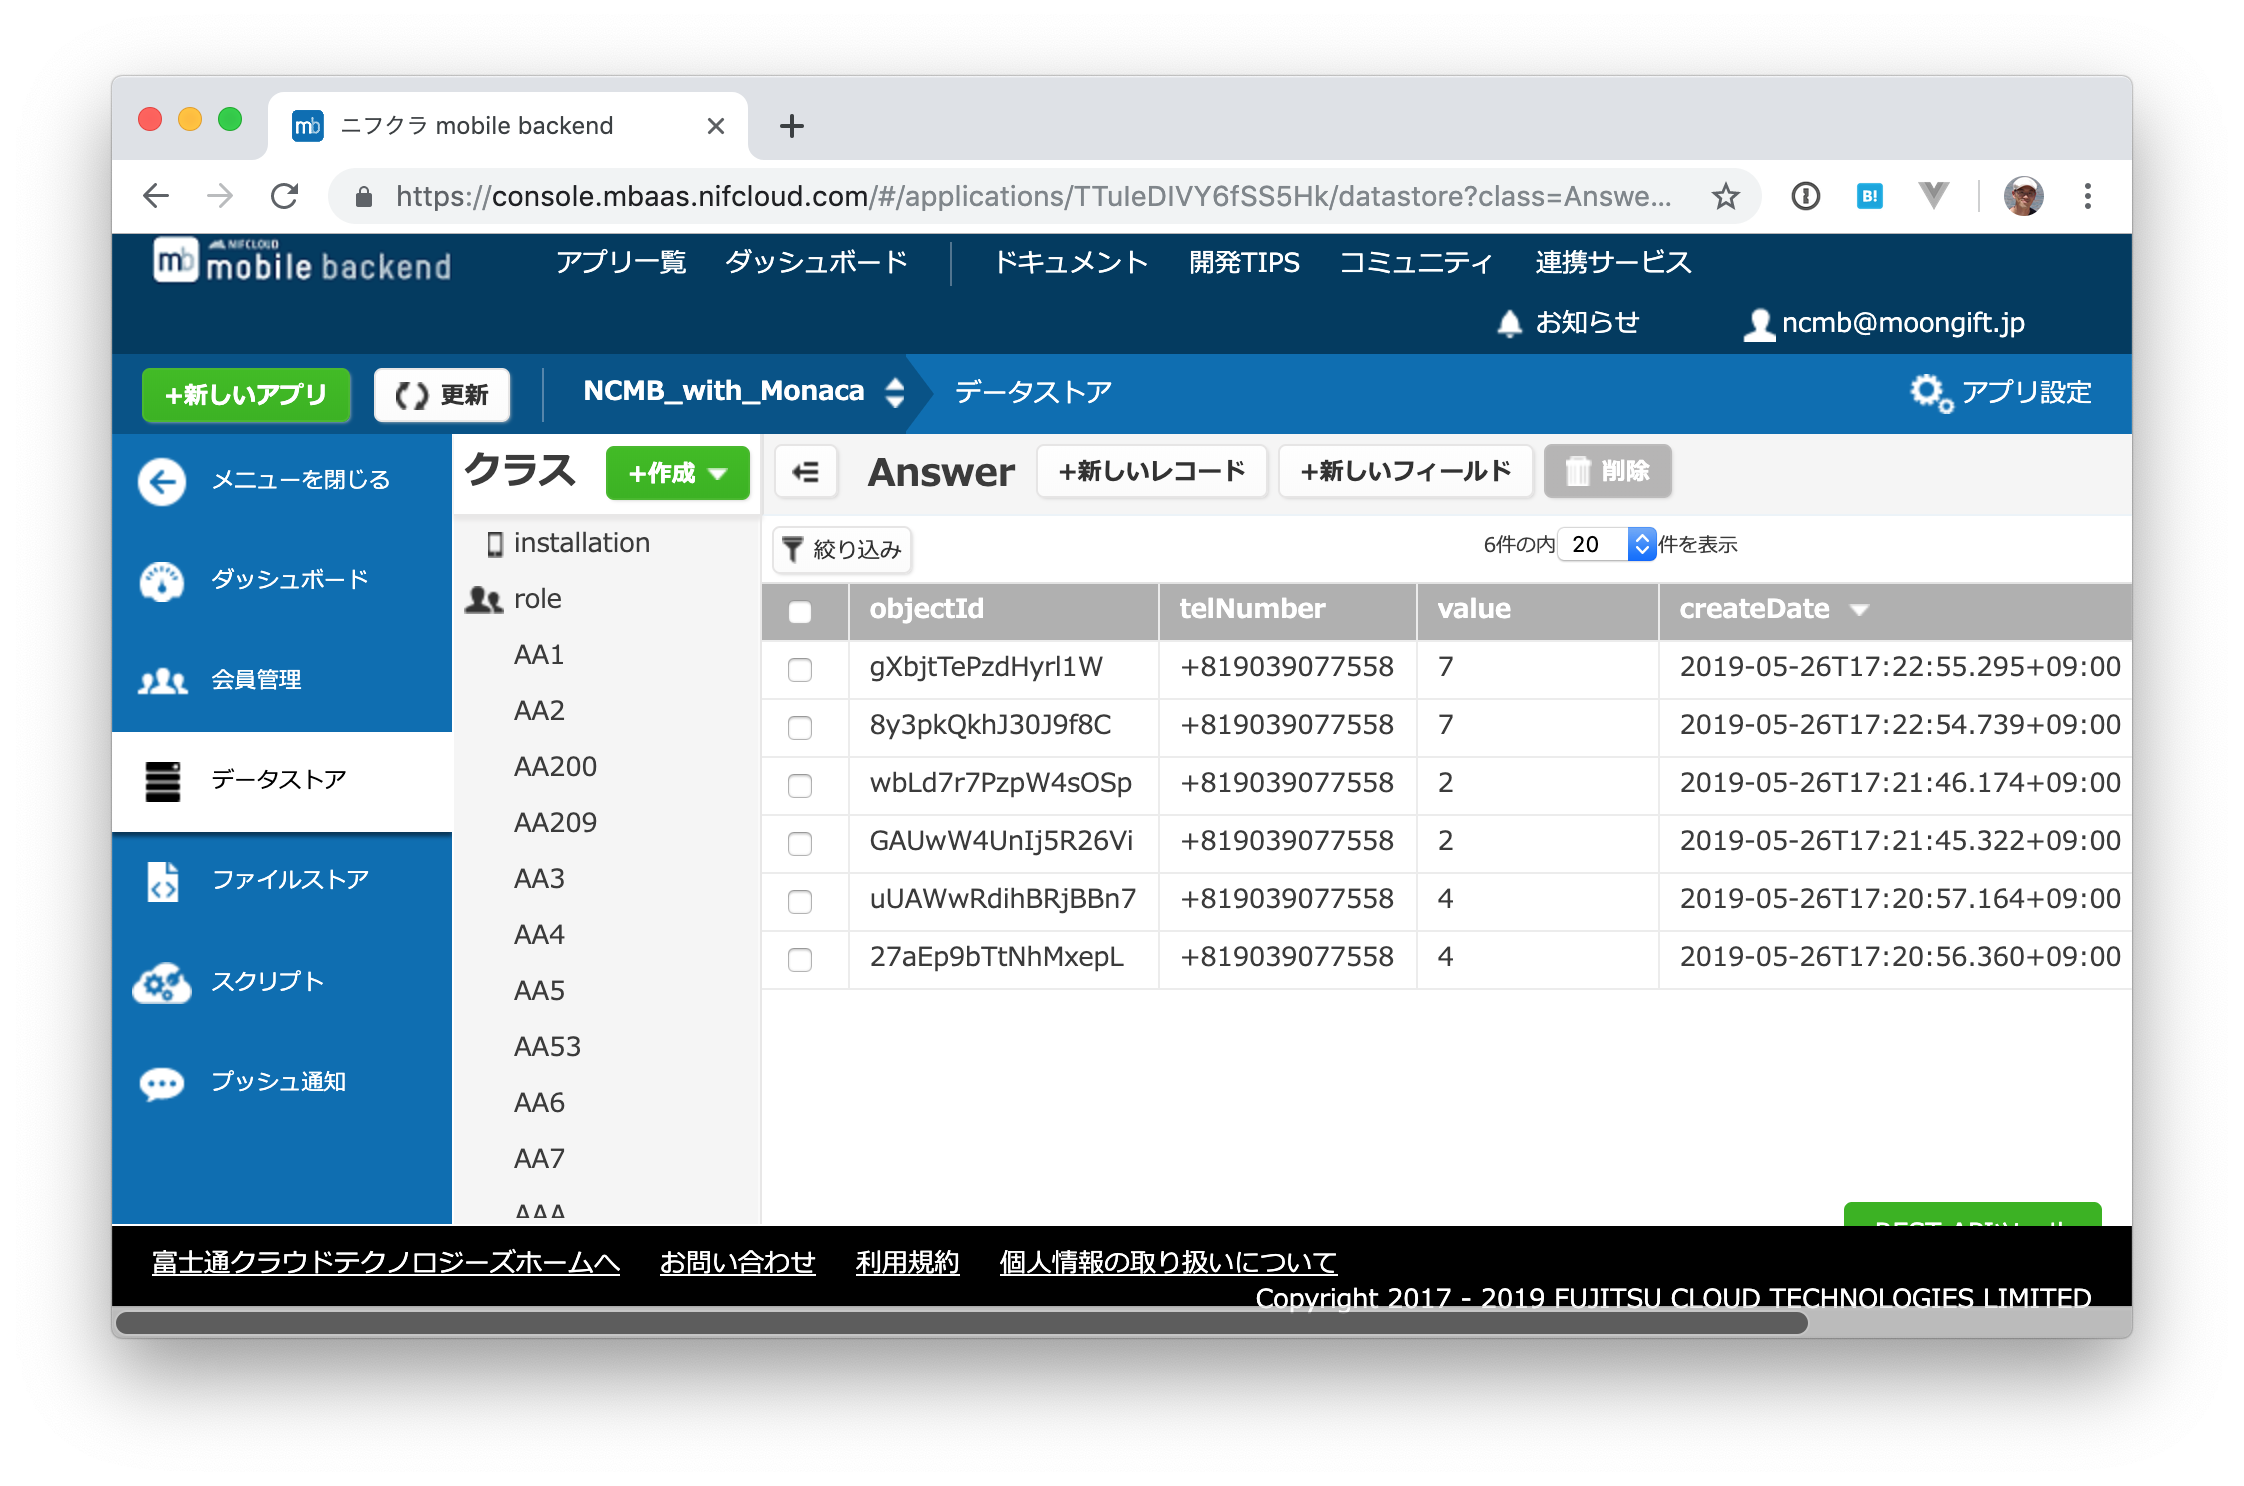 ニフクラ mobile backend
https://console.mbaas.nifcloud.com/#/applications/TTuIeDIVY6fSS5Hk/datastore?class=Answe...
mb NIFCLOUD mobile backend
アプリ一覧 ダッシュボード ドキュメント 開発TIPS コミュニティ 連携サービス
お知らせ ncmb@moongift.jp
+新しいアプリ 更新 NCMB_with_Monaca データストア アプリ設定
メニューを閉じる
ダッシュボード
会員管理
データストア
ファイルストア
スクリプト
プッシュ通知
クラス +作成
installation
role
AA1
AA2
AA200
AA209
AA3
AA4
AA5
AA53
AA6
AA7
AAA
Answer +新しいレコード +新しいフィールド 削除
絞り込み 6件の内 20 件を表示
objectId telNumber value createDate
gXbjtTePzdHyrl1W +819039077558 7 2019-05-26T17:22:55.295+09:00
8y3pkQkhJ30J9f8C +819039077558 7 2019-05-26T17:22:54.739+09:00
wbLd7r7PzpW4sOSp +819039077558 2 2019-05-26T17:21:46.174+09:00
GAUwW4UnIj5R26Vi +819039077558 2 2019-05-26T17:21:45.322+09:00
uUAWwRdihBRjBBn7 +819039077558 4 2019-05-26T17:20:57.164+09:00
27aEp9bTtNhMxepL +819039077558 4 2019-05-26T17:20:56.360+09:00
富士通クラウドテクノロジーズホームへ お問い合わせ 利用規約 個人情報の取り扱いについて
Copyright 2017 - 2019 FUJITSU CLOUD TECHNOLOGIES LIMITED